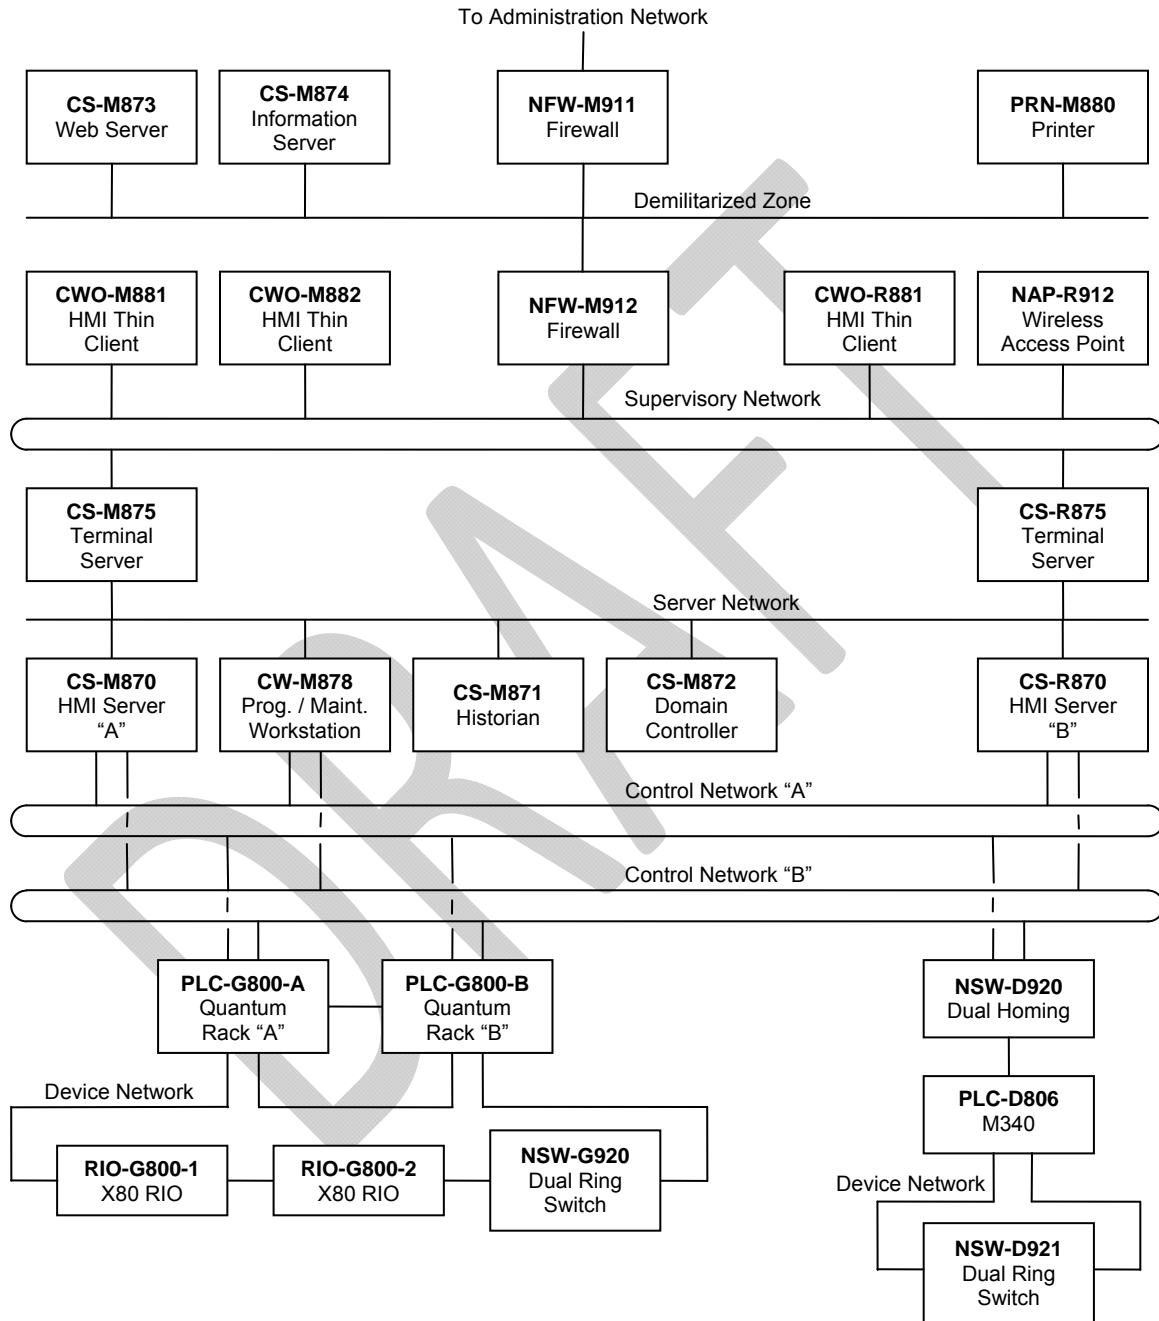 To Administration Network
CS-M873
Web Server
CS-M874
Information
Server
NFW-M911
Firewall
PRN-M880
Printer
Demilitarized Zone
CWO-M881
HMI Thin
Client
CWO-M882
HMI Thin
Client
NFW-M912
Firewall
CWO-R881
HMI Thin
Client
NAP-R912
Wireless
Access Point
Supervisory Network
CS-M875
Terminal
Server
CS-R875
Terminal
Server
Server Network
CS-M870
HMI Server
“A”
CW-M878
Prog. / Maint.
Workstation
CS-M871
Historian
CS-M872
Domain
Controller
CS-R870
HMI Server
“B”
Control Network “A”
Control Network “B”
PLC-G800-A
Quantum
Rack “A”
PLC-G800-B
Quantum
Rack “B”
NSW-D920
Dual Homing
Device Network
PLC-D806
M340
RIO-G800-1
X80 RIO
RIO-G800-2
X80 RIO
NSW-G920
Dual Ring
Switch
Device Network
NSW-D921
Dual Ring
Switch
DRAFT